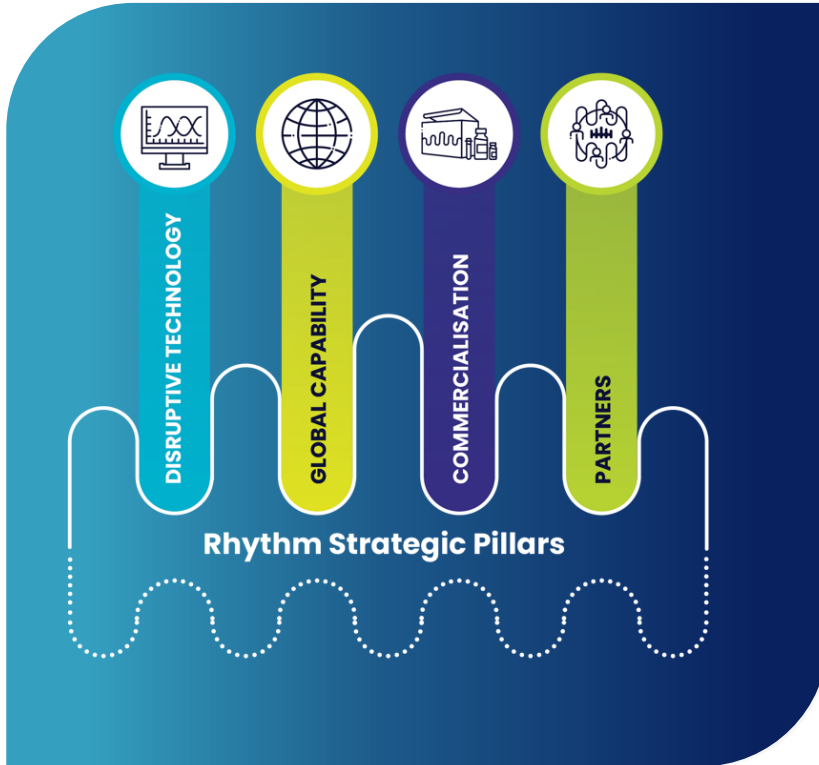 DISRUPTIVE TECHNOLOGY
GLOBAL CAPABILITY
COMMERCIALISATION
PARTNERS
Rhythm Strategic Pillars